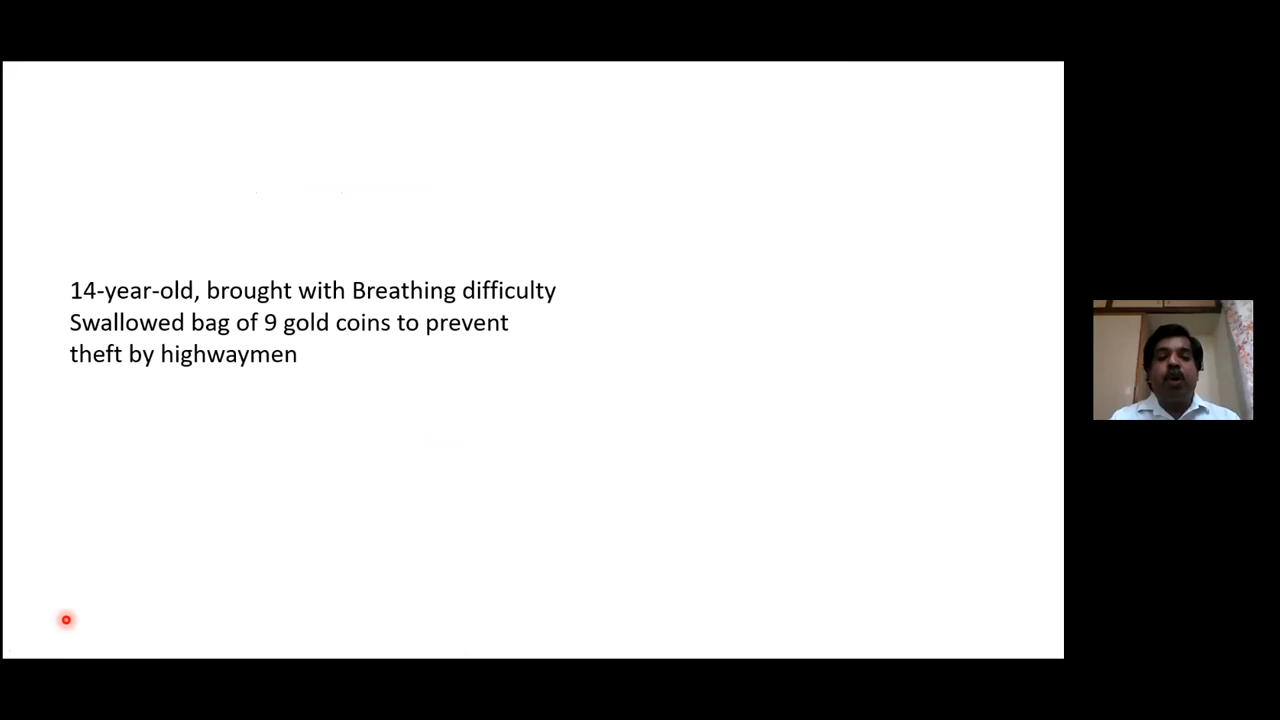 14-year-old, brought with Breathing difficulty
Swallowed bag of 9 gold coins to prevent
theft by highwaymen